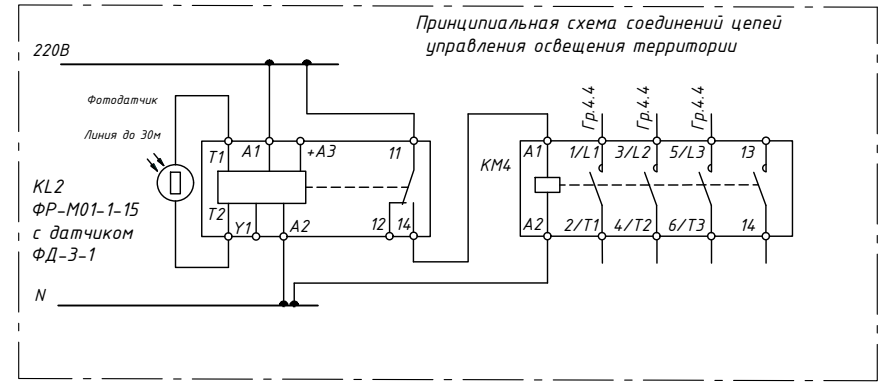 Принципиальная схема соединений цепей
управления освещения территории
220В
Фотодатчик
Линия до 30м
KL2
ФР-М01-1-15
с датчиком
ФД-3-1
N
T1
A1
+A3
11
T2
Y1
A2
12
14
KM4
Гр.4.4
Гр.4.4
Гр.4.4
A1
1/L1
3/L2
5/L3
13
A2
2/T1
4/T2
6/T3
14